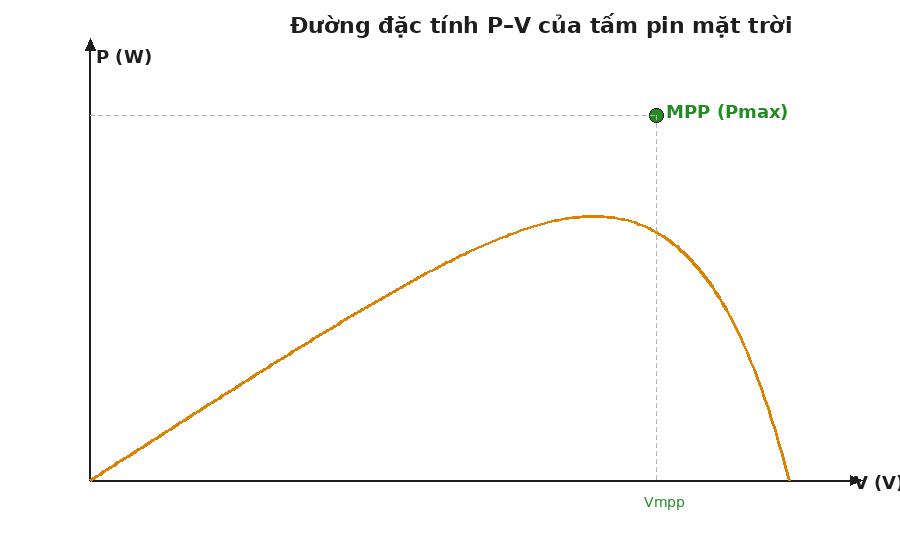 Đường đặc tính P–V của tấm pin mặt trời
P (W)
MPP (Pmax)
V (V)
Vmpp